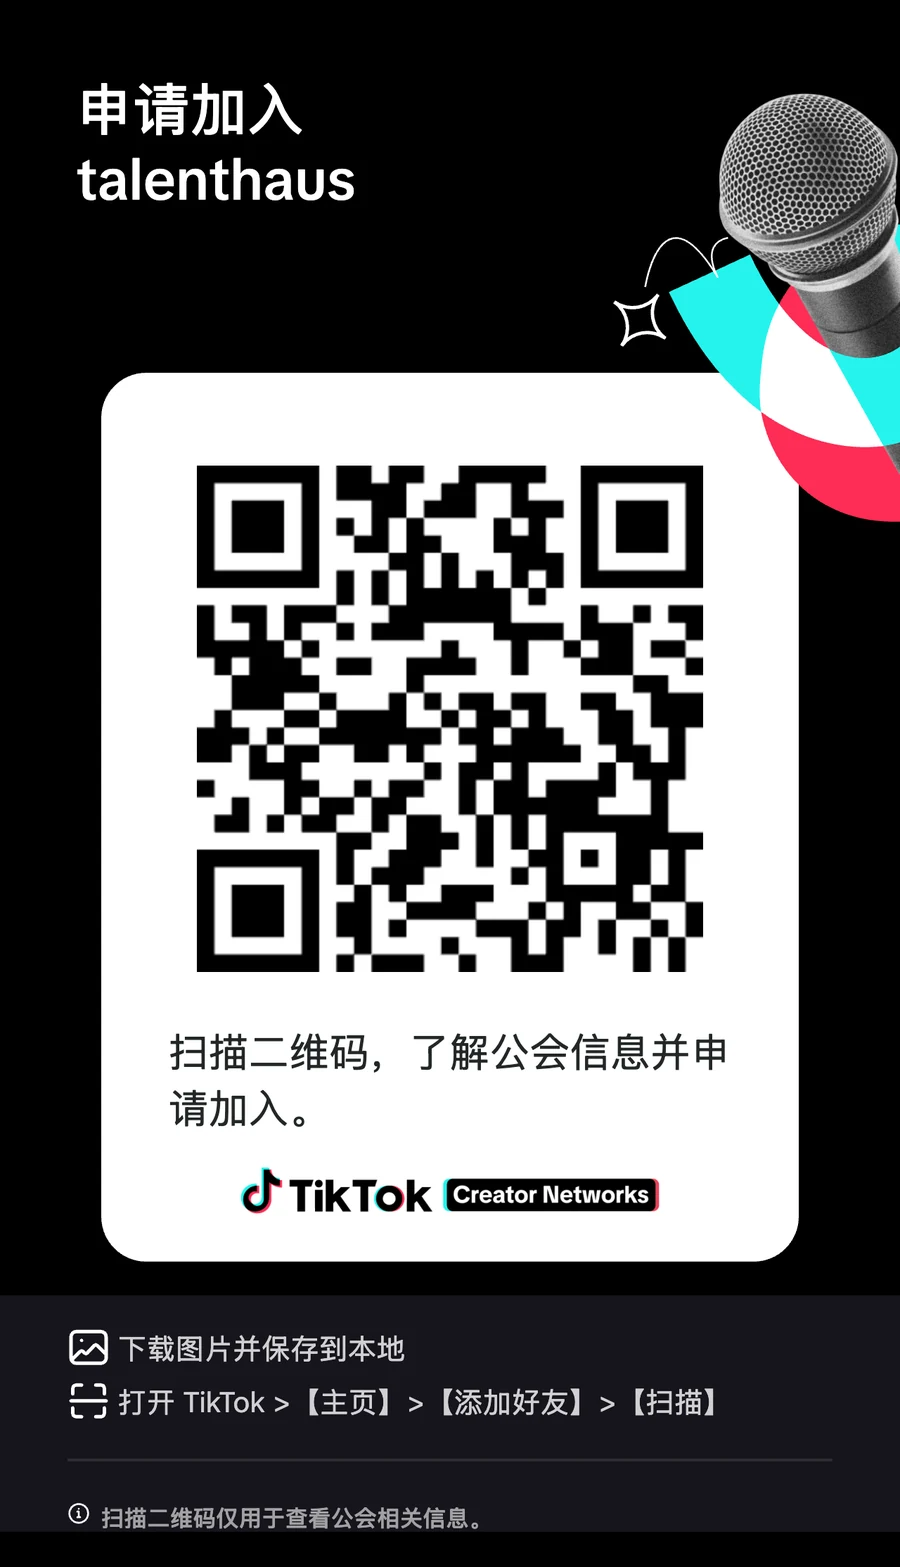 申请加入
talenthaus
扫描二维码，了解公会信息并申
请加入。
TikTok Creator Networks
下载图片并保存到本地
打开 TikTok >【主页】>【添加好友】>【扫描】
扫描二维码仅用于查看公会相关信息。